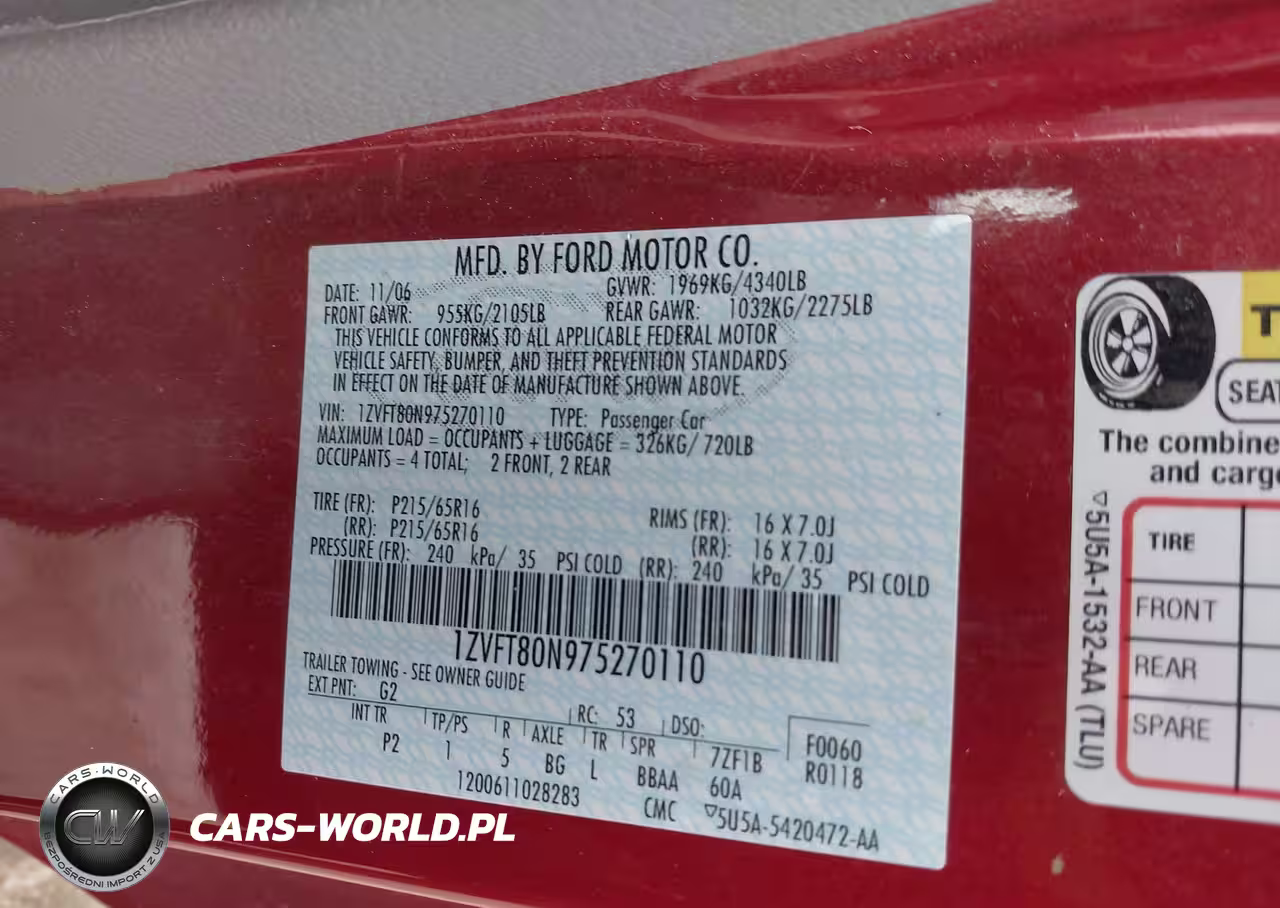 MFD. BY FORD MOTOR CO.
DATE: 11/06 GVWR: 1969KG/4340LB
FRONT GAWR: 955KG/2105LB REAR GAWR: 1032KG/2275LB
THIS VEHICLE CONFORMS TO ALL APPLICABLE FEDERAL MOTOR
VEHICLE SAFETY, BUMPER, AND THEFT PREVENTION STANDARDS
IN EFFECT ON THE DATE OF MANUFACTURE SHOWN ABOVE.
VIN: 1ZVFT80N975270110 TYPE: Passenger Car
MAXIMUM LOAD = OCCUPANTS + LUGGAGE = 326KG/ 720LB
OCCUPANTS = 4 TOTAL; 2 FRONT, 2 REAR
TIRE (FR): P215/65R16 RIMS (FR): 16 X 7.0J
(RR): P215/65R16 (RR): 16 X 7.0J
PRESSURE (FR): 240 kPa/ 35 PSI COLD (RR): 240 kPa/ 35 PSI COLD
1ZVFT80N975270110
TRAILER TOWING - SEE OWNER GUIDE
EXT PNT: G2 RC: 53 DSO:
INT TR TP/PS R AXLE TR SPR 7ZF1B F0060
P2 1 5 BG L BBAA 60A R0118
1200611028283 CMC ▽5U5A-5420472-AA
T
SEAT
The combine
and cargo
▽5U5A-1532-AA (TLU)
TIRE
FRONT
REAR
SPARE
CARS-WORLD
CW
BEZPOŚREDNI IMPORT Z USA
CARS-WORLD.PL